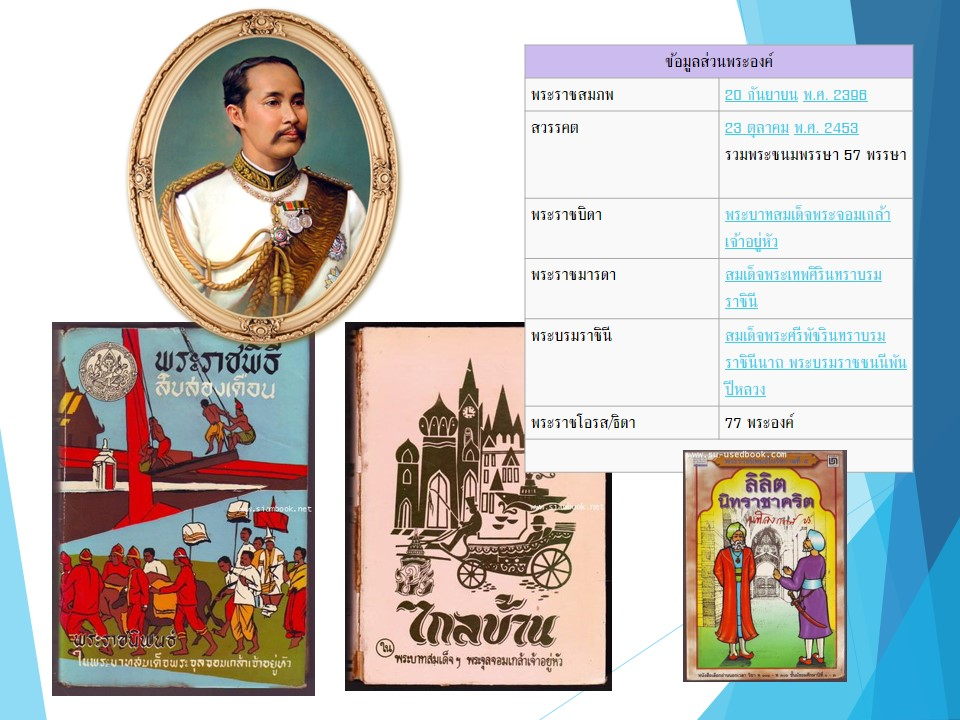 ข้อมูลส่วนพระองค์
พระราชสมภพ
20 กันยายน พ.ศ. 2396
สวรรคต
23 ตุลาคม พ.ศ. 2453
รวมพระชนมพรรษา 57 พรรษา
พระราชบิดา
พระบาทสมเด็จพระจอมเกล้า
เจ้าอยู่หัว
พระราชมารดา
สมเด็จพระเทพศิรินทราบรม
ราชินี
พระบรมราชินี
สมเด็จพระศรีพัชรินทราบรม
ราชินีนาถ พระบรมราชชนนีพัน
ปีหลวง
พระราชโอรส/ธิดา
77 พระองค์
พระราชพิธี
สิบสองเดือน
www.siambook.net
พระราชนิพนธ์
ในพระบาทสมเด็จพระจุลจอมเกล้าเจ้าอยู่หัว
www.siambook.net
ไกลบ้าน
ใน
พระบาทสมเด็จฯ พระจุลจอมเกล้าเจ้าอยู่หัว
www.su-usedbook.com
ลิลิต
นิทราชาคริต